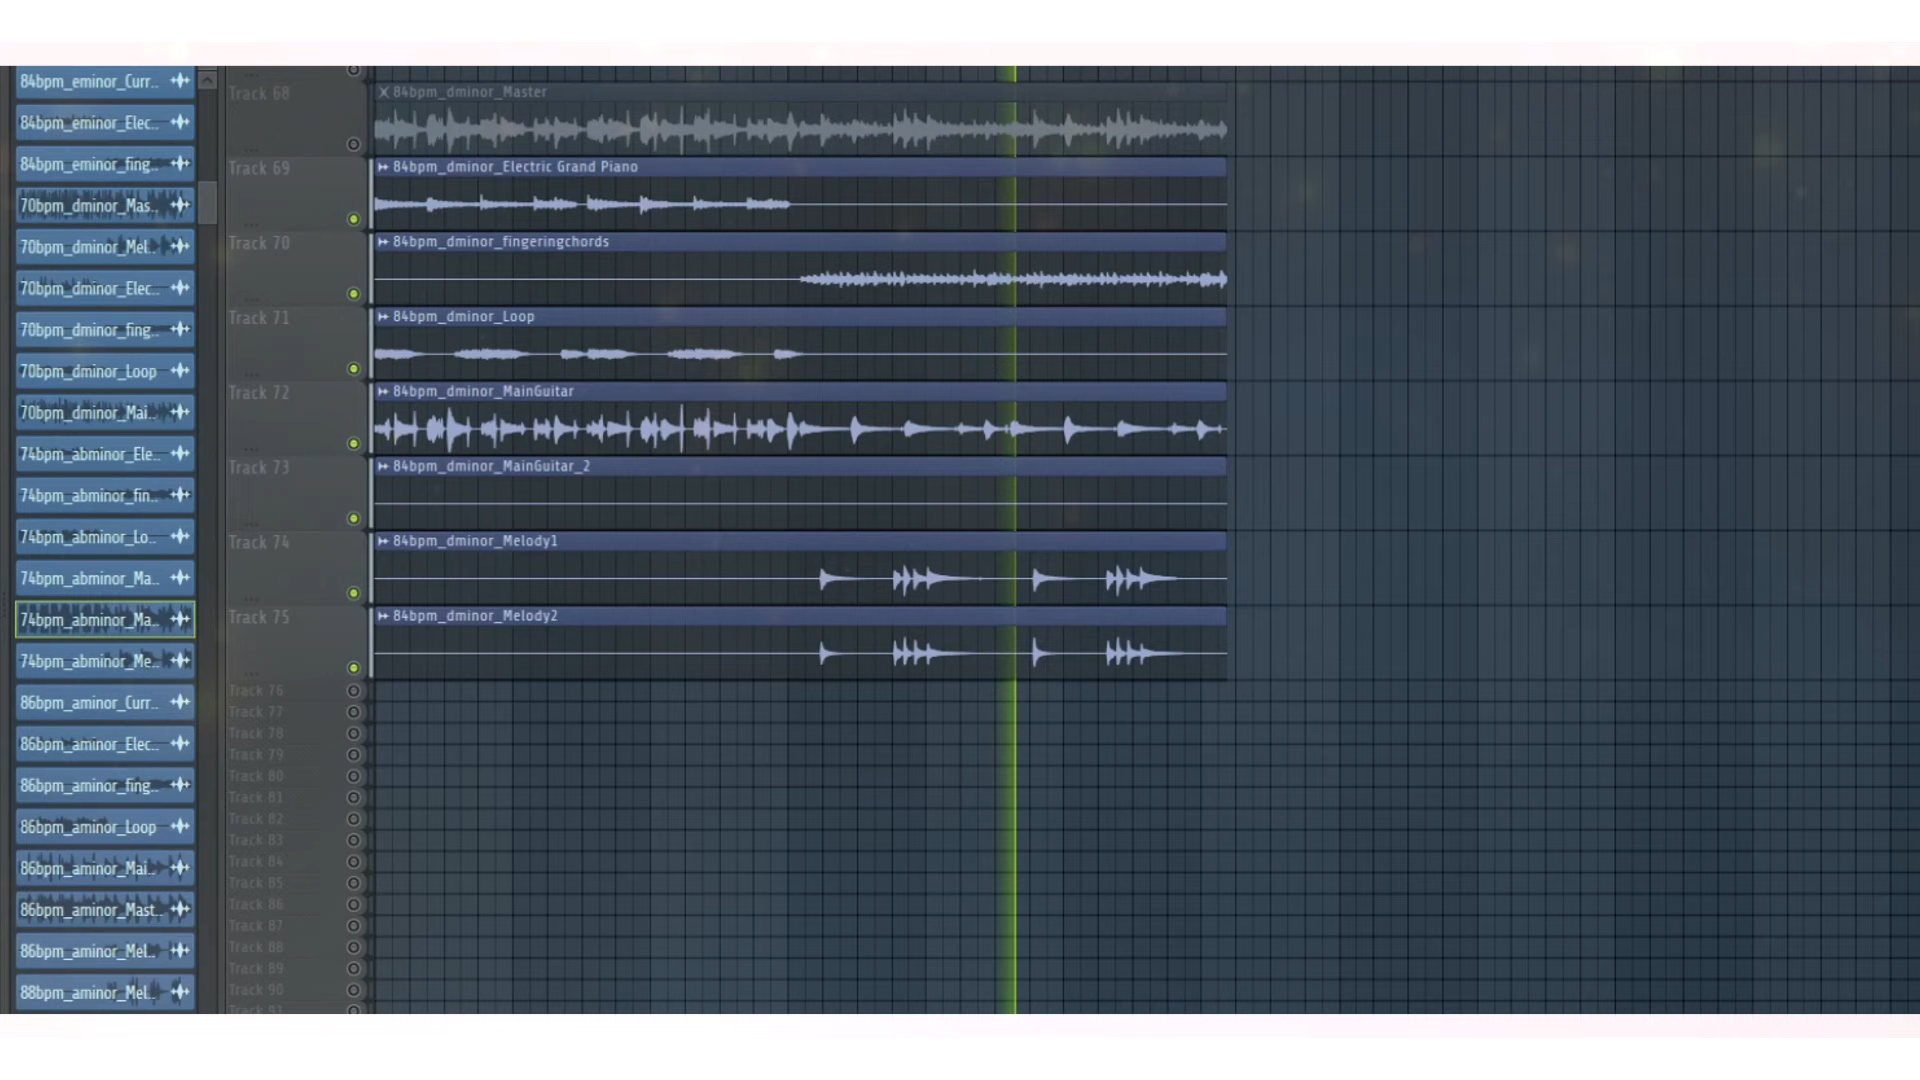 84bpm_eminor_Curr..
84bpm_eminor_Elec..
84bpm_eminor_fing..
70bpm_dminor_Mas..
70bpm_dminor_Mel..
70bpm_dminor_Elec..
70bpm_dminor_fing..
70bpm_dminor_Loop
70bpm_dminor_Mai..
74bpm_abminor_Ele..
74bpm_abminor_fin..
74bpm_abminor_Lo..
74bpm_abminor_Ma..
74bpm_abminor_Ma..
74bpm_abminor_Me..
86bpm_aminor_Curr..
86bpm_aminor_Elec..
86bpm_aminor_fing..
86bpm_aminor_Loop
86bpm_aminor_Mai..
86bpm_aminor_Mast..
86bpm_aminor_Mel..
88bpm_aminor_Mel..
Track 68
84bpm_dminor_Master
Track 69
84bpm_dminor_Electric Grand Piano
Track 70
84bpm_dminor_fingeringchords
Track 71
84bpm_dminor_Loop
Track 72
84bpm_dminor_MainGuitar
Track 73
84bpm_dminor_MainGuitar_2
Track 74
84bpm_dminor_Melody1
Track 75
84bpm_dminor_Melody2
Track 76
Track 77
Track 78
Track 79
Track 80
Track 81
Track 82
Track 83
Track 84
Track 85
Track 86
Track 87
Track 88
Track 89
Track 90
Track 91